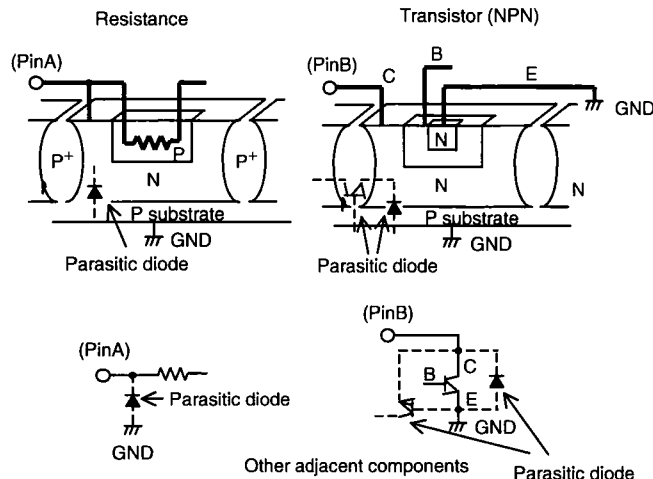 Resistance
Transistor (NPN)
(PinA)
(PinB)
C
B
E
GND
P+
P
P+
N
N
N
N
P substrate
GND
Parasitic diode
P substrate
GND
Parasitic diode
(PinA)
Parasitic diode
GND
(PinB)
C
B
E
GND
Other adjacent components
Parasitic diode